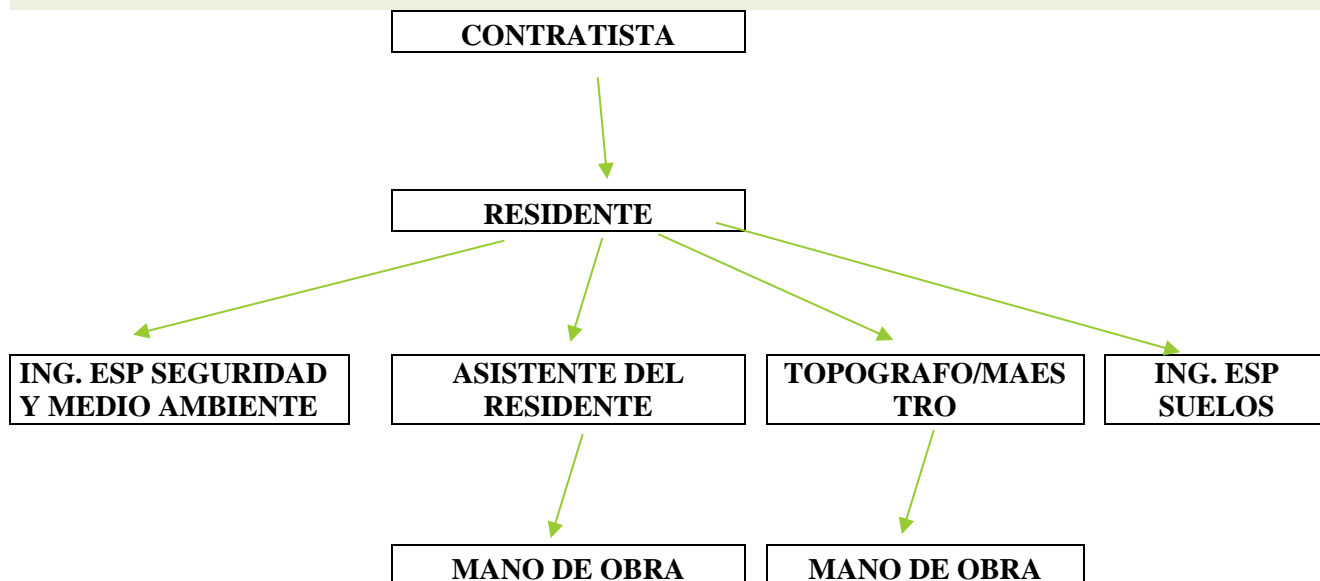 CONTRATISTA
RESIDENTE
ING. ESP SEGURIDAD
Y MEDIO AMBIENTE
ASISTENTE DEL
RESIDENTE
TOPOGRAFO/MAES
TRO
ING. ESP
SUELOS
MANO DE OBRA
MANO DE OBRA